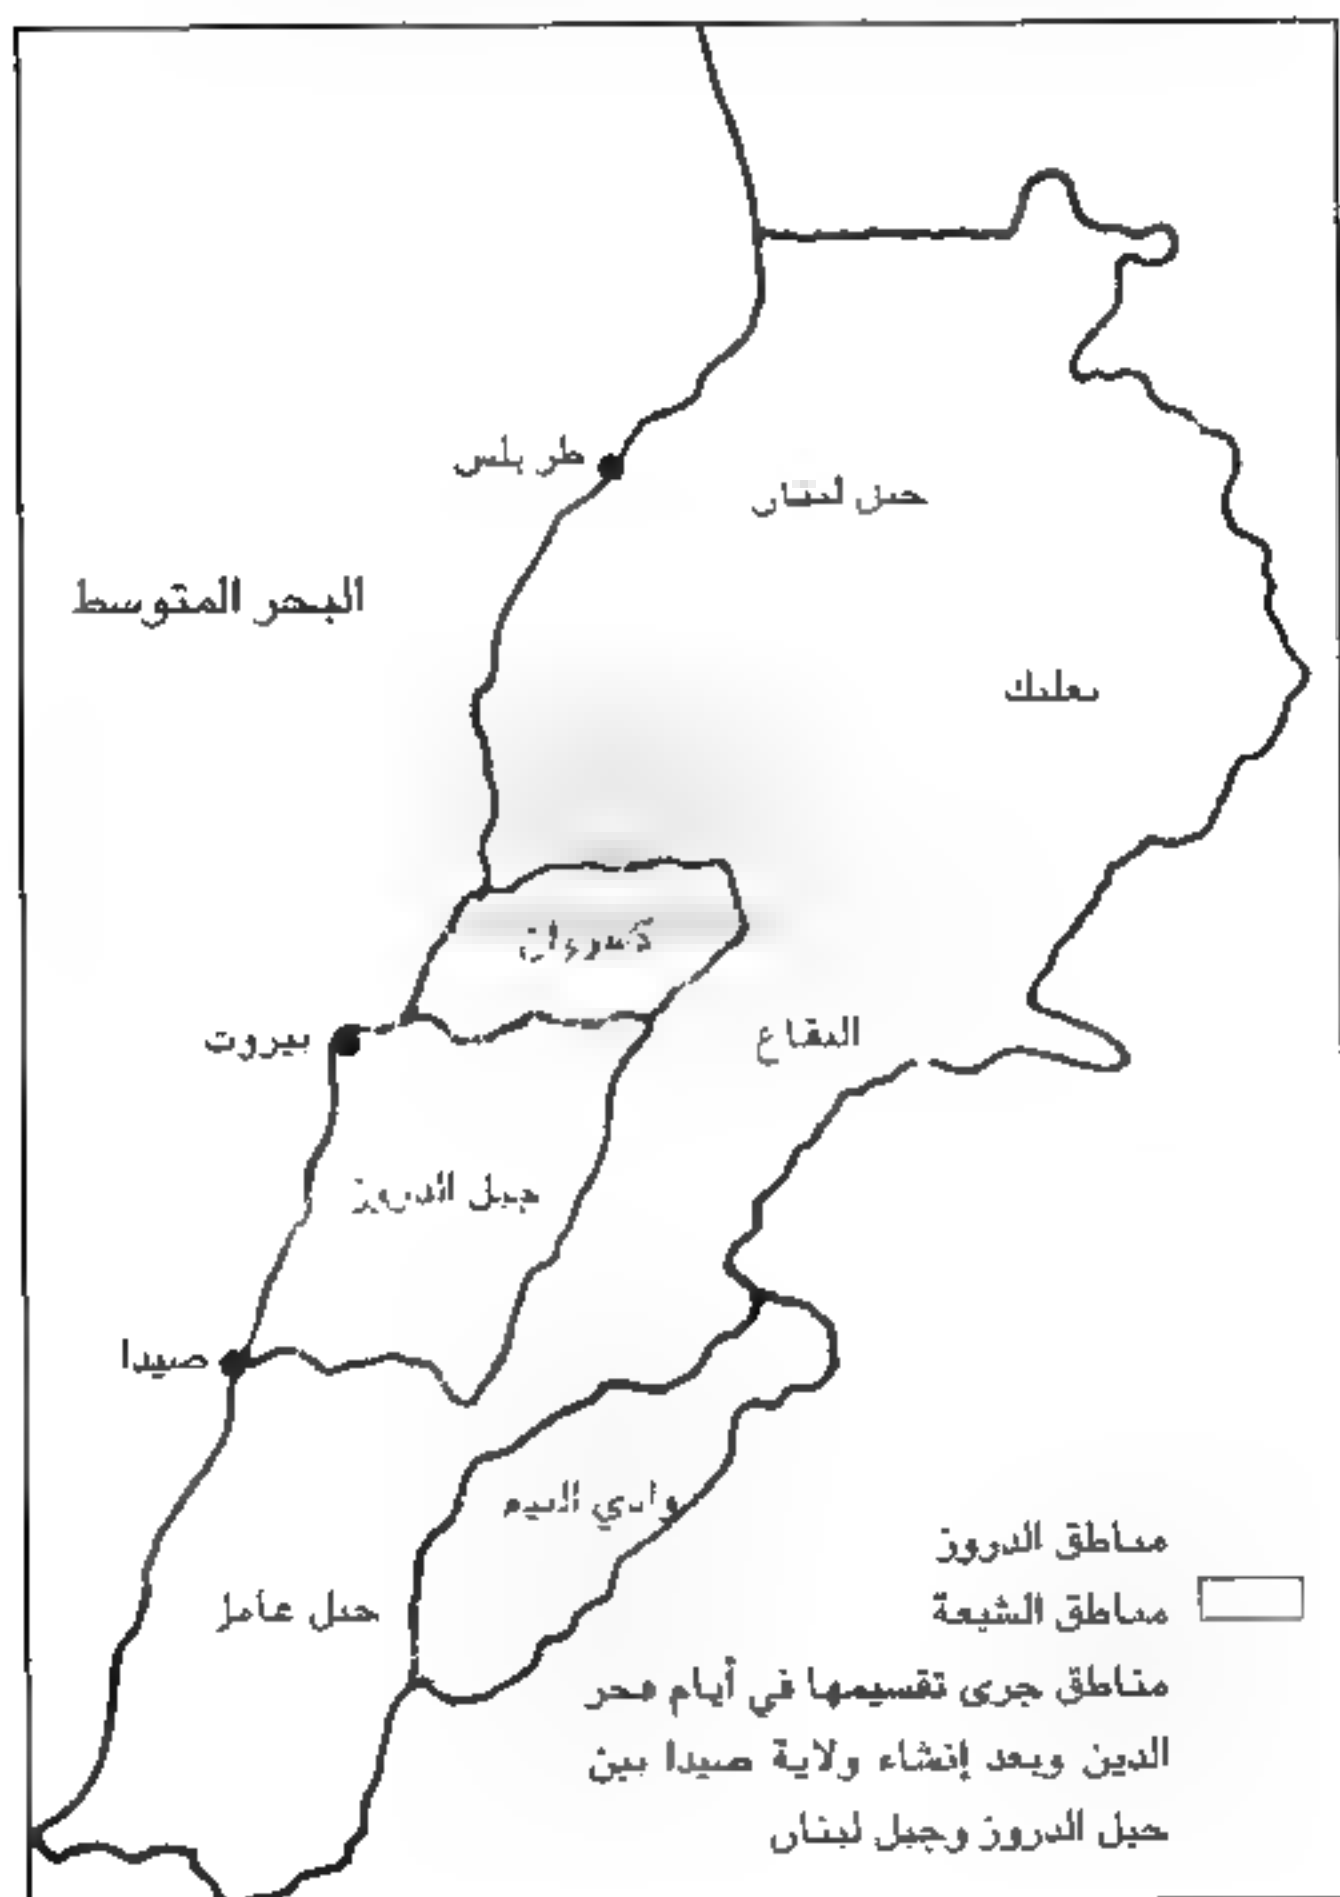 طرابلس
جبل لبنان
البحر المتوسط
بعلبك
كسروان
بيروت
البقاع
جبل الدروز
صيدا
وادي التيم
جبل عامل
مناطق الدروز
مناطق الشيعة
مناطق جرى تقسيمها في أيام فخر
الدين وبعد إنشاء ولاية صيدا بين
جبل الدروز وجبل لبنان